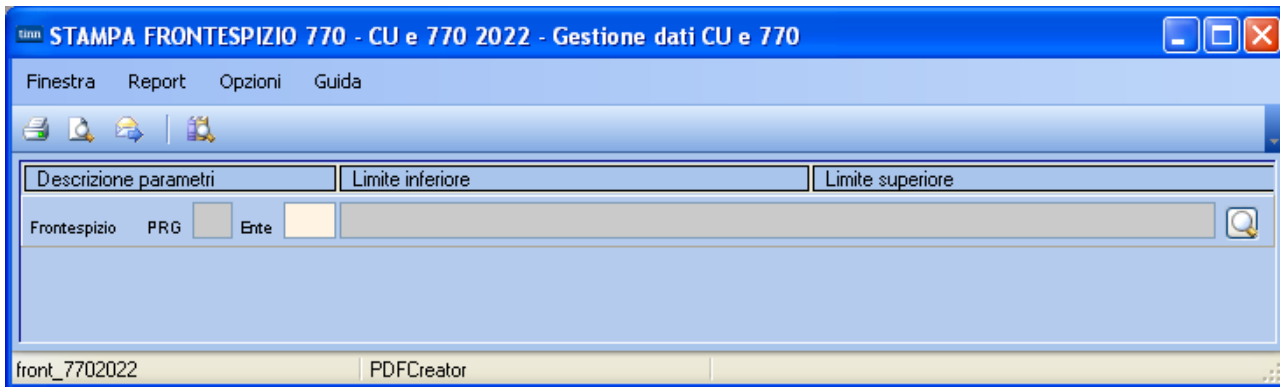 tinn STAMPA FRONTESPIZIO 770 - CU e 770 2022 - Gestione dati CU e 770
Finestra Report Opzioni Guida
Descrizione parametri Limite inferiore Limite superiore
Frontespizio PRG Ente
front_7702022 PDFCreator